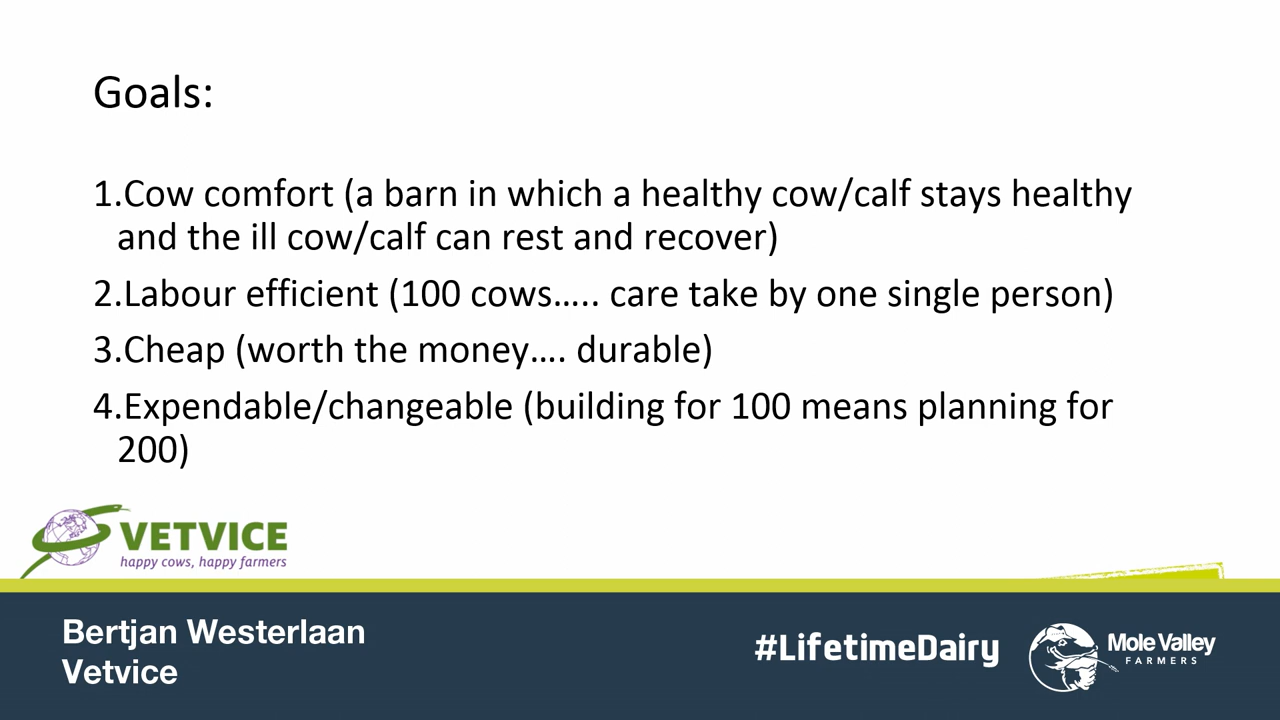 Goals:
1.Cow comfort (a barn in which a healthy cow/calf stays healthy
and the ill cow/calf can rest and recover)
2.Labour efficient (100 cows….. care take by one single person)
3.Cheap (worth the money…. durable)
4.Expendable/changeable (building for 100 means planning for
200)
VETVICE
happy cows, happy farmers
Bertjan Westerlaan
Vetvice
#LifetimeDairy
Mole Valley
FARMERS